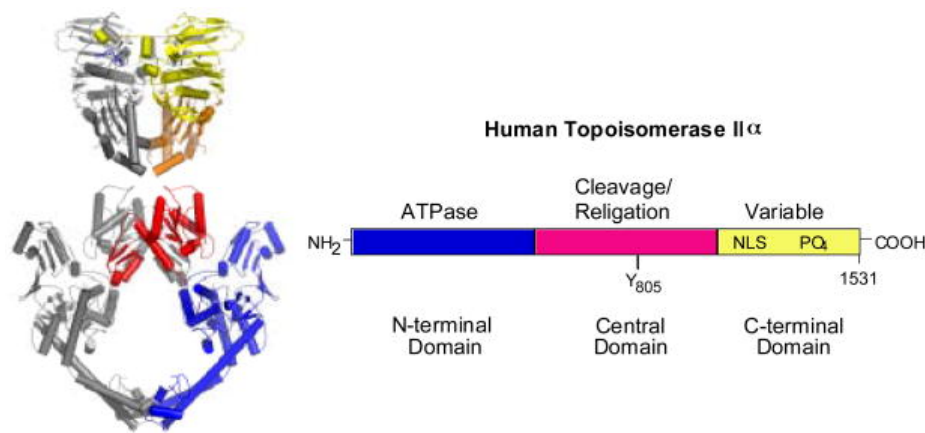 Human Topoisomerase IIα
Cleavage/
Religation
ATPase
Variable
NH2
NLS
PO4
COOH
Y805
1531
N-terminal
Domain
Central
Domain
C-terminal
Domain